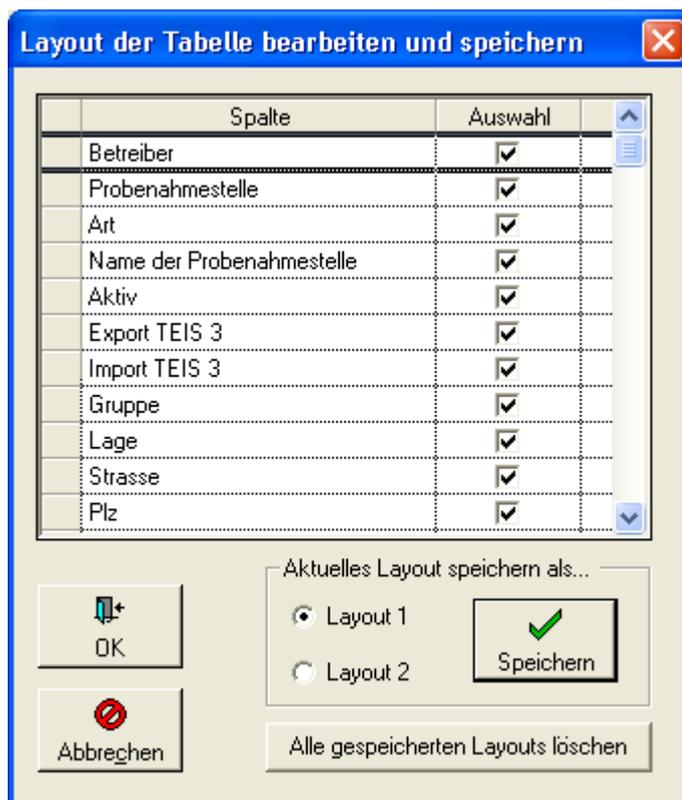 Layout der Tabelle bearbeiten und speichern
Spalte Auswahl
Betreiber
Probenahmestelle
Art
Name der Probenahmestelle
Aktiv
Export TEIS 3
Import TEIS 3
Gruppe
Lage
Strasse
Plz
Aktuelles Layout speichern als...
Layout 1
Layout 2
Speichern
OK
Abbrechen
Alle gespeicherten Layouts löschen